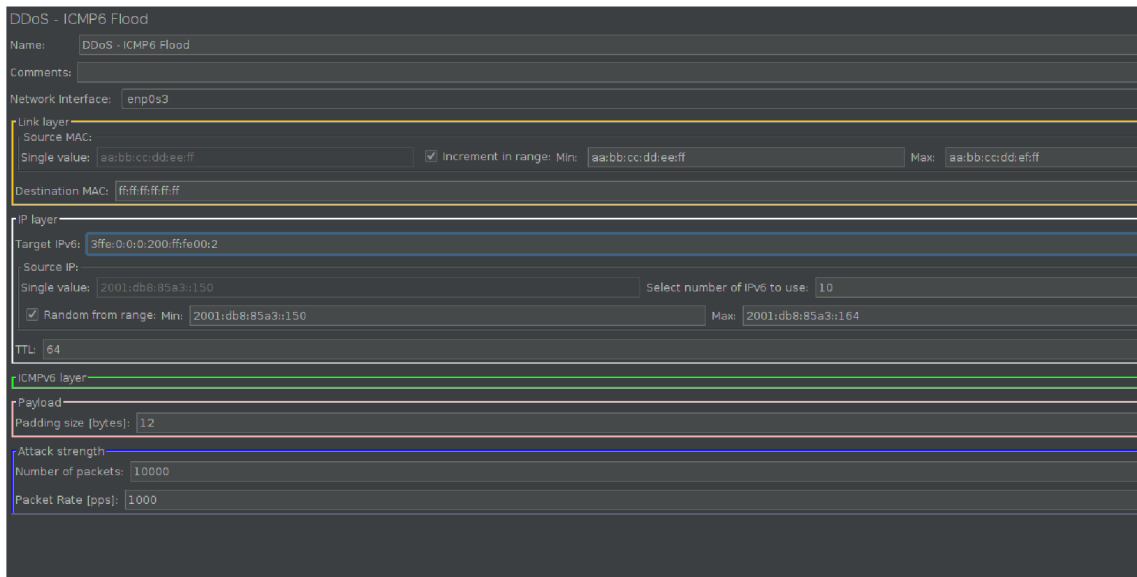 DDoS - ICMP6 Flood
Name: DDoS - ICMP6 Flood
Comments:
Network Interface: enp0s3
Link layer
Source MAC:
Single value: aa:bb:cc:dd:ee:ff Increment in range: Min: aa:bb:cc:dd:ee:ff Max: aa:bb:cc:dd:ef:ff
Destination MAC: ff:ff:ff:ff:ff:ff
IP layer
Target IPv6: 3ffe:0:0:0:200:ff:fe00:2
Source IP:
Single value: 2001:db8:85a3::150 Select number of IPv6 to use: 10
Random from range: Min: 2001:db8:85a3::150 Max: 2001:db8:85a3::164
TTL: 64
ICMPv6 layer
Payload
Padding size [bytes]: 12
Attack strength
Number of packets: 10000
Packet Rate [pps]: 1000